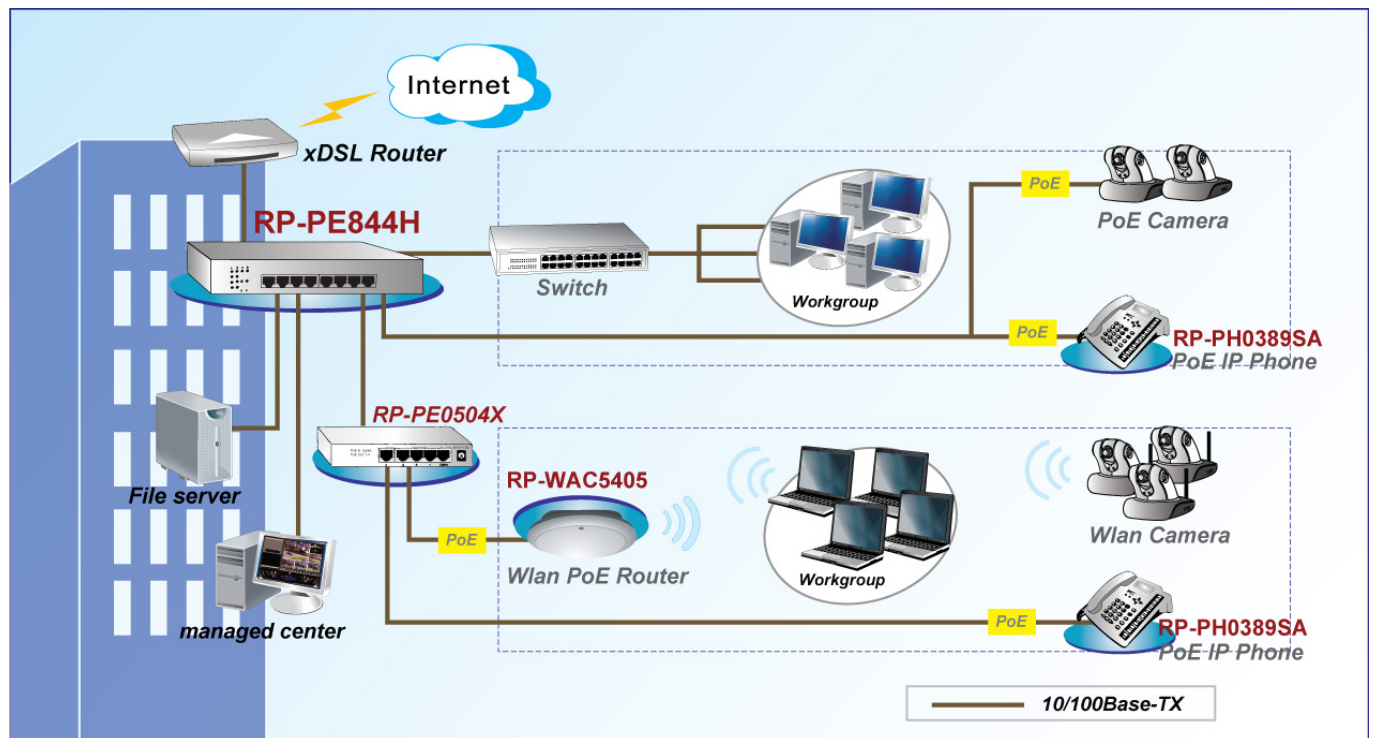 Internet
xDSL Router
RP-PE844H
Switch
Workgroup
PoE
PoE Camera
PoE
RP-PH0389SA
PoE IP Phone
File server
managed center
RP-PE0504X
PoE
RP-WAC5405
Wlan PoE Router
Workgroup
Wlan Camera
PoE
RP-PH0389SA
PoE IP Phone
10/100Base-TX